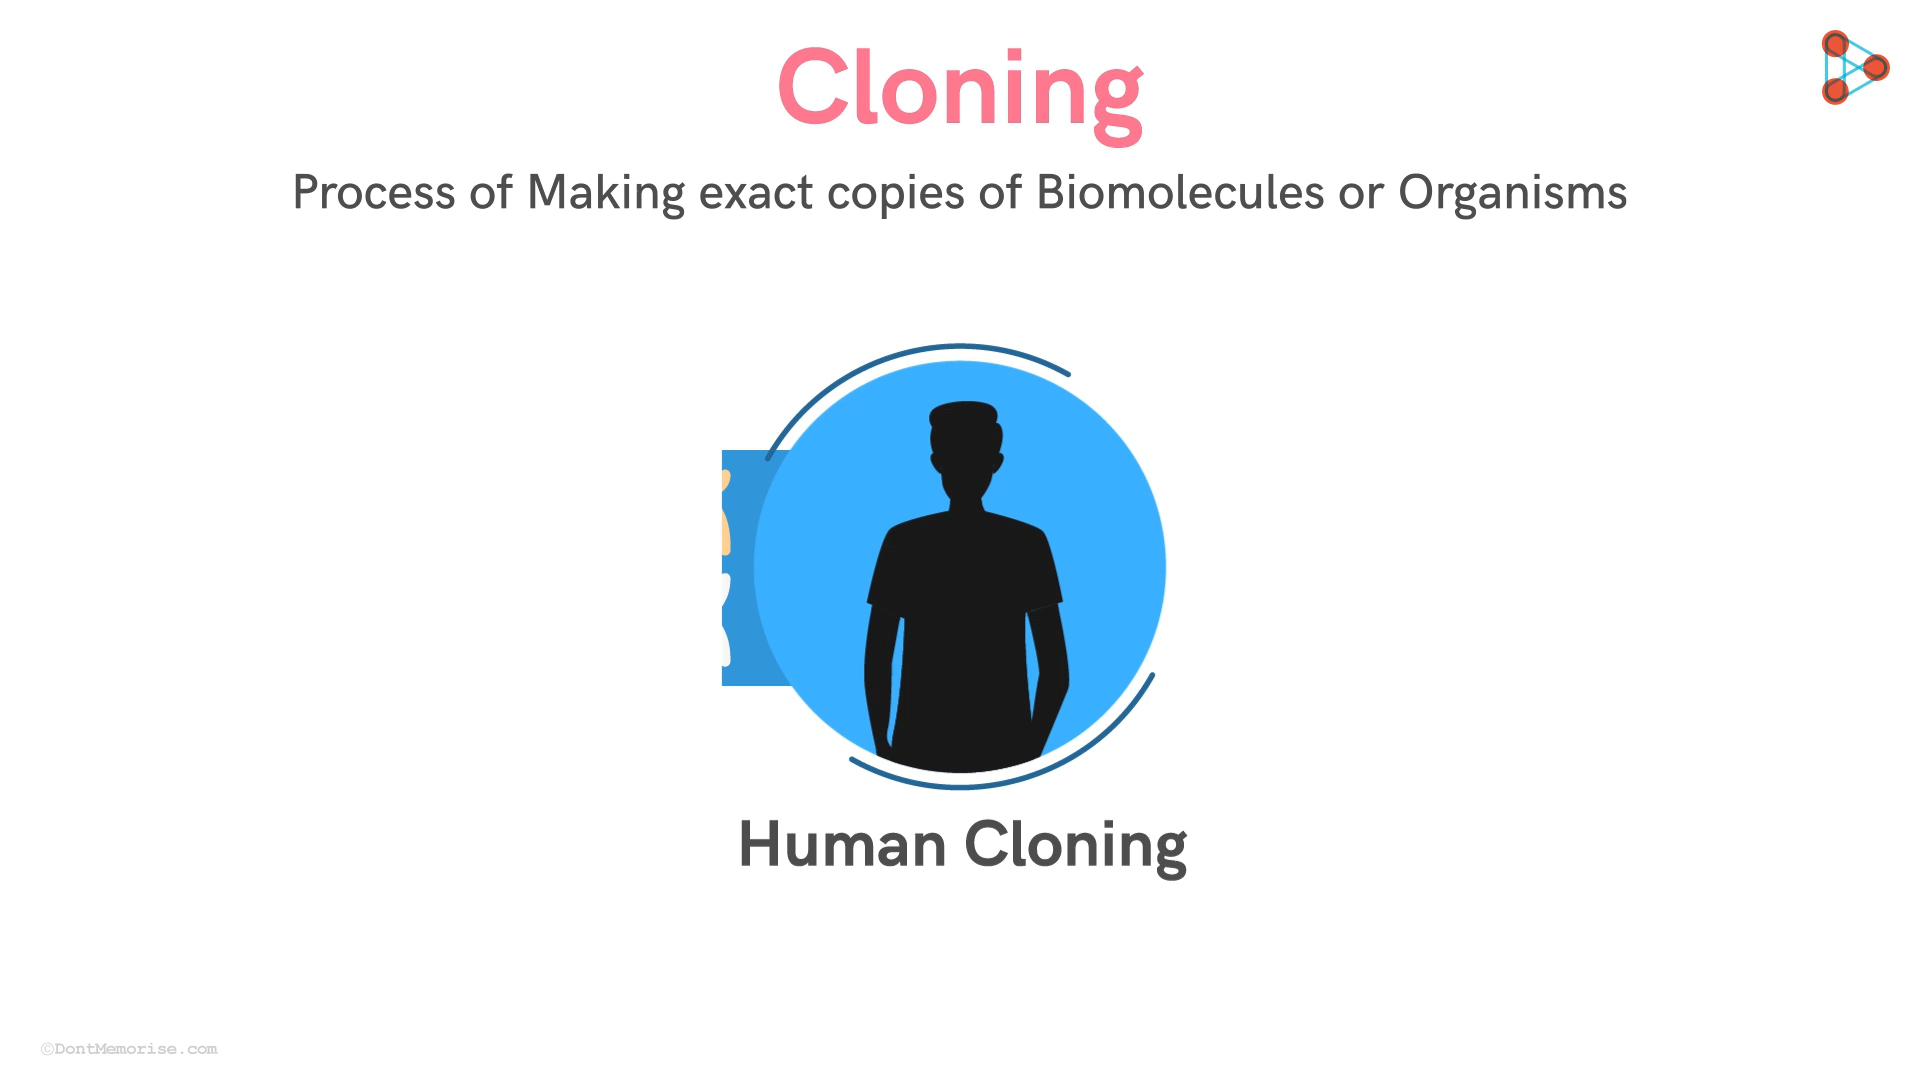 Cloning
Process of Making exact copies of Biomolecules or Organisms
Human Cloning
©DontMemorise.com